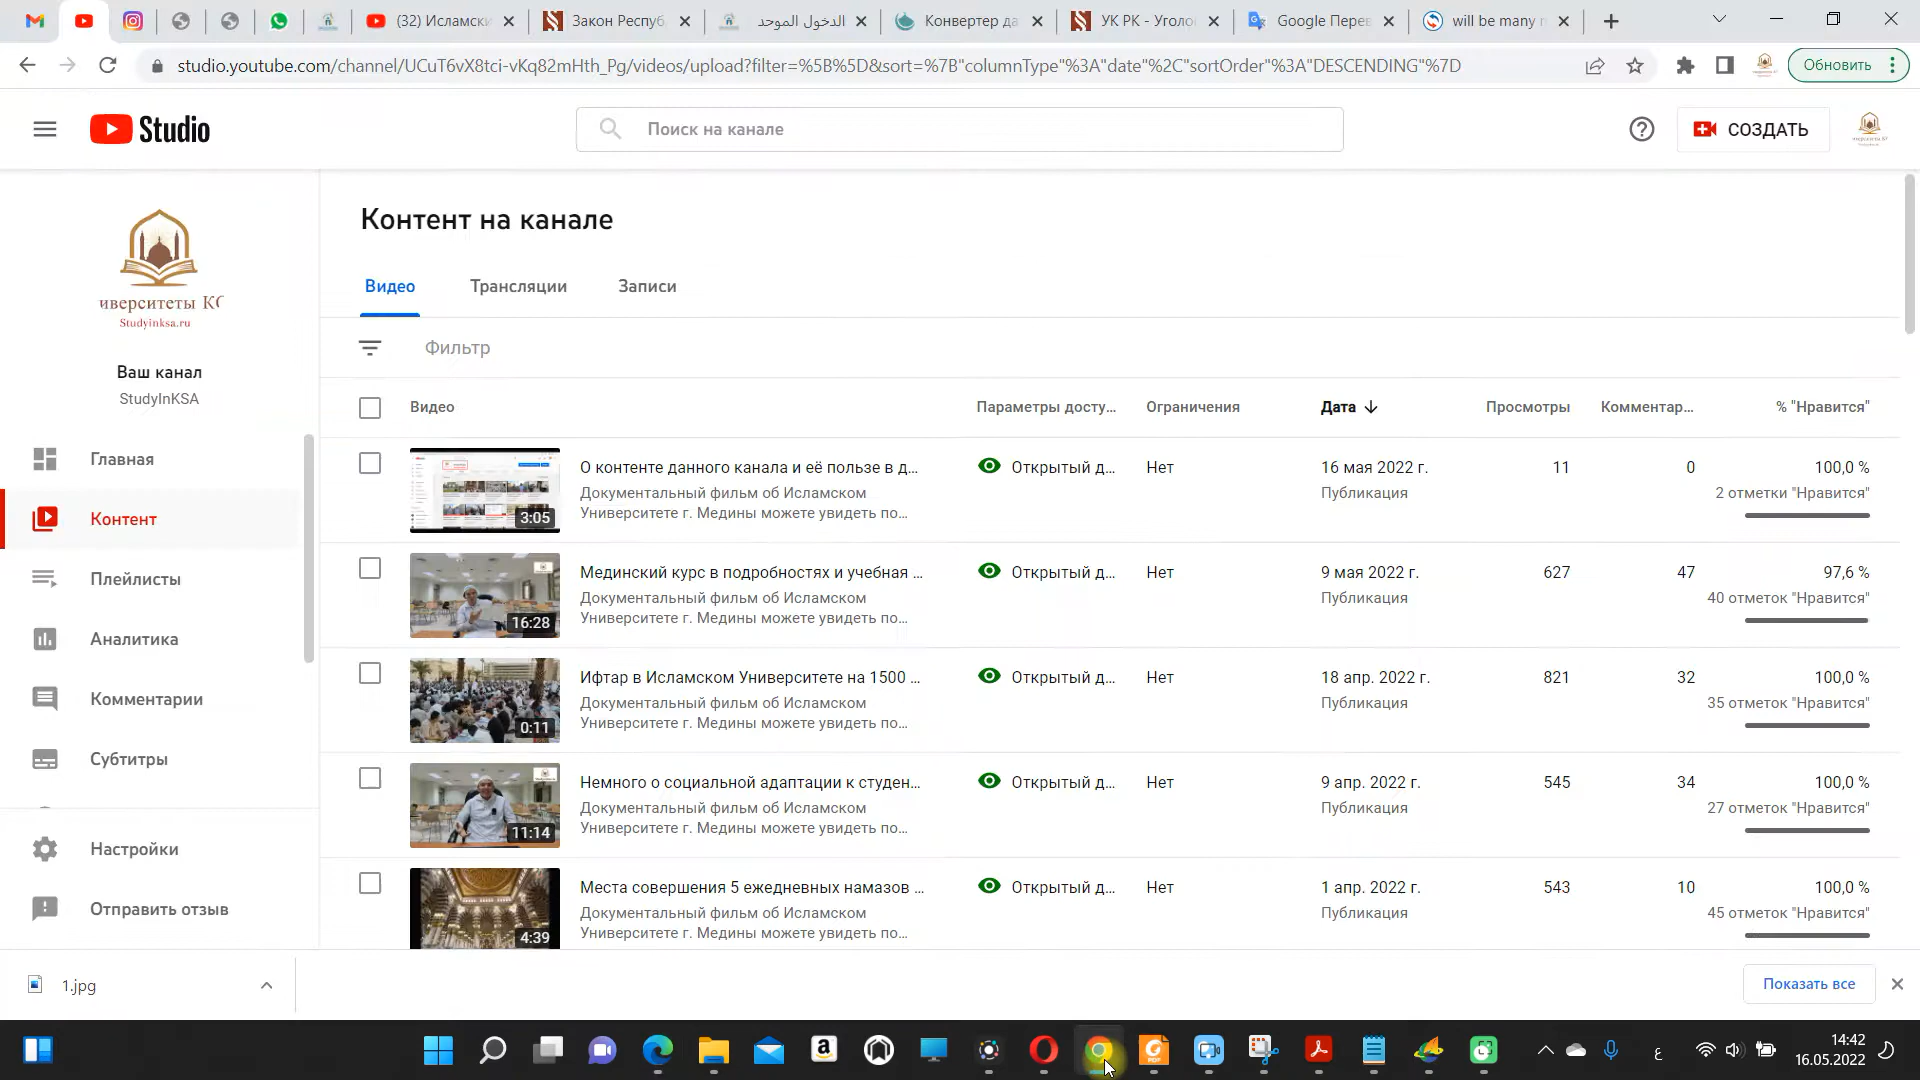 (32) Исламски
Закон Респуб
الدخول الموحد
Конвертер да
УК РК - Уголо
Google Перев
will be many r
studio.youtube.com/channel/UCuT6vX8tci-vKq82mHth_Pg/videos/upload?filter=%5B%5D&sort=%7B"columnType"%3A"date"%2C"sortOrder"%3A"DESCENDING"%7D
Обновить
Studio
Поиск на канале
СОЗДАТЬ
иверситеты КС
Studyinksa.ru
Ваш канал
StudyInKSA
Главная
Контент
Плейлисты
Аналитика
Комментарии
Субтитры
Настройки
Отправить отзыв
Контент на канале
Видео Трансляции Записи
Фильтр
Видео Параметры досту... Ограничения Дата Просмотры Комментар... % "Нравится"
3:05
О контенте данного канала и её пользе в д... Открытый д... Нет 16 мая 2022 г. 11 0 100,0 %
Документальный фильм об Исламском Публикация 2 отметки "Нравится"
Университете г. Медины можете увидеть по...
16:28
Мединский курс в подробностях и учебная ... Открытый д... Нет 9 мая 2022 г. 627 47 97,6 %
Документальный фильм об Исламском Публикация 40 отметок "Нравится"
Университете г. Медины можете увидеть по...
0:11
Ифтар в Исламском Университете на 1500 ... Открытый д... Нет 18 апр. 2022 г. 821 32 100,0 %
Документальный фильм об Исламском Публикация 35 отметок "Нравится"
Университете г. Медины можете увидеть по...
11:14
Немного о социальной адаптации к студен... Открытый д... Нет 9 апр. 2022 г. 545 34 100,0 %
Документальный фильм об Исламском Публикация 27 отметок "Нравится"
Университете г. Медины можете увидеть по...
4:39
Места совершения 5 ежедневных намазов ... Открытый д... Нет 1 апр. 2022 г. 543 10 100,0 %
Документальный фильм об Исламском Публикация 45 отметок "Нравится"
Университете г. Медины можете увидеть по...
1.jpg
Показать все
ع
14:42
16.05.2022